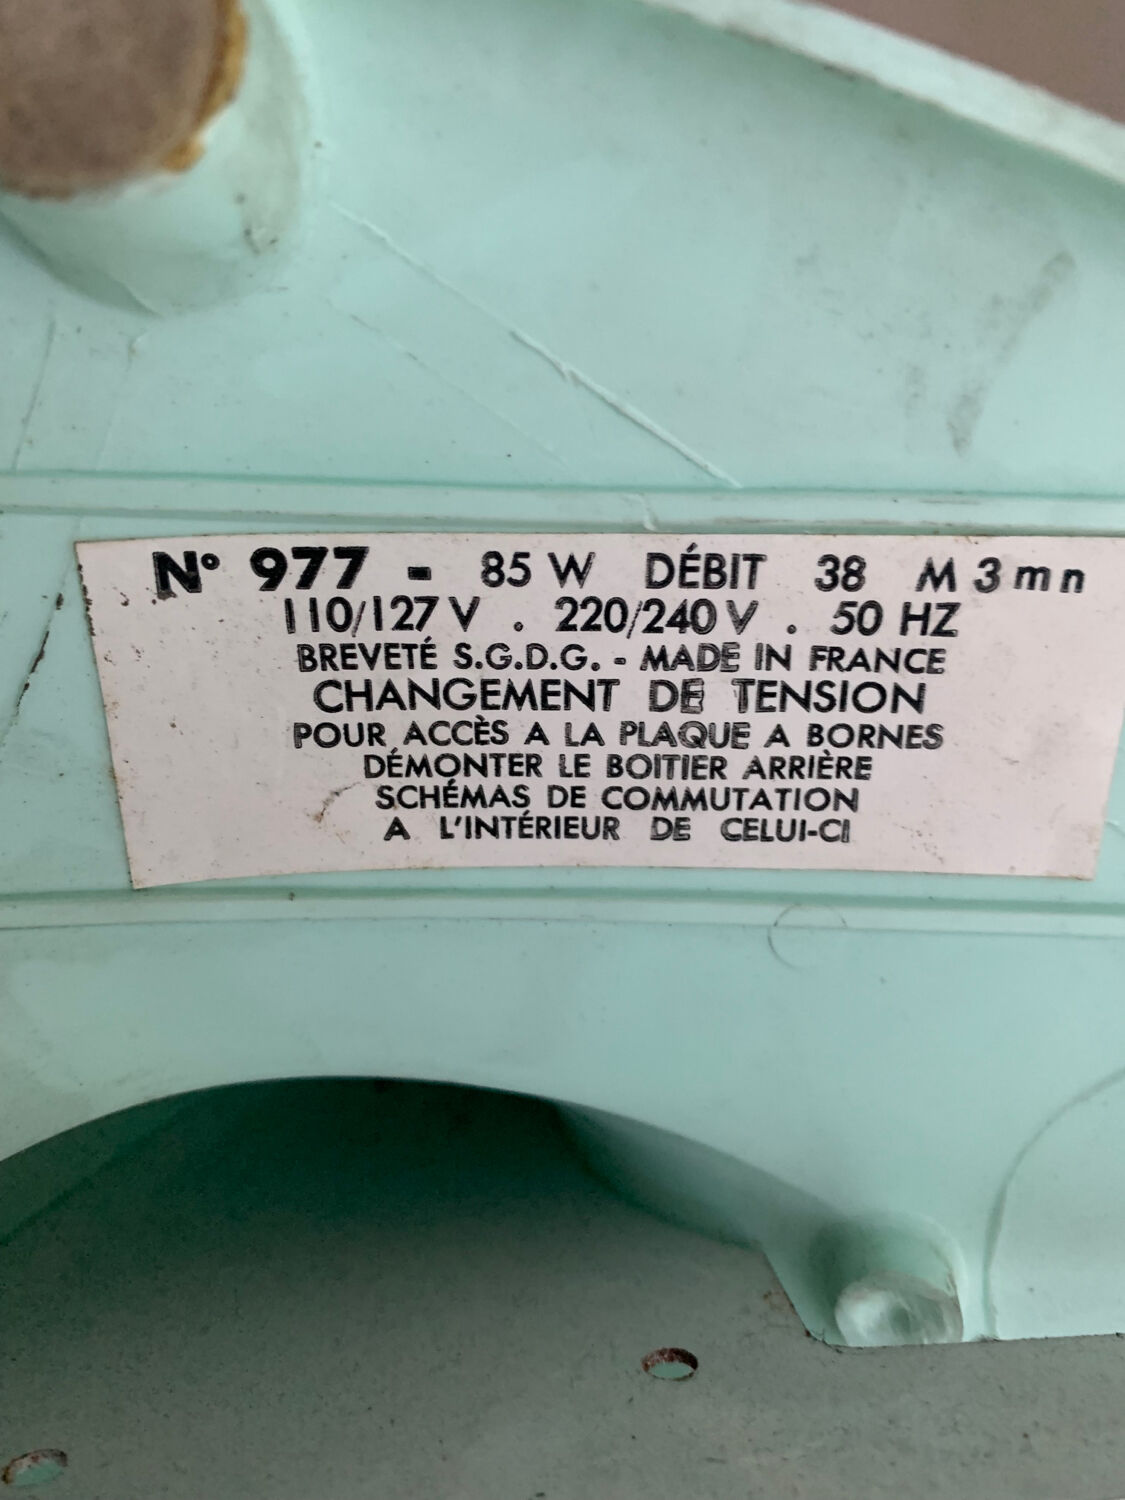 N° 977 - 85 W DÉBIT 38 M 3 mn
110/127 V . 220/240 V . 50 HZ
BREVETÉ S.G.D.G. - MADE IN FRANCE
CHANGEMENT DE TENSION
POUR ACCÈS A LA PLAQUE A BORNES
DÉMONTER LE BOITIER ARRIÈRE
SCHÉMAS DE COMMUTATION
A L'INTÉRIEUR DE CELUI-CI